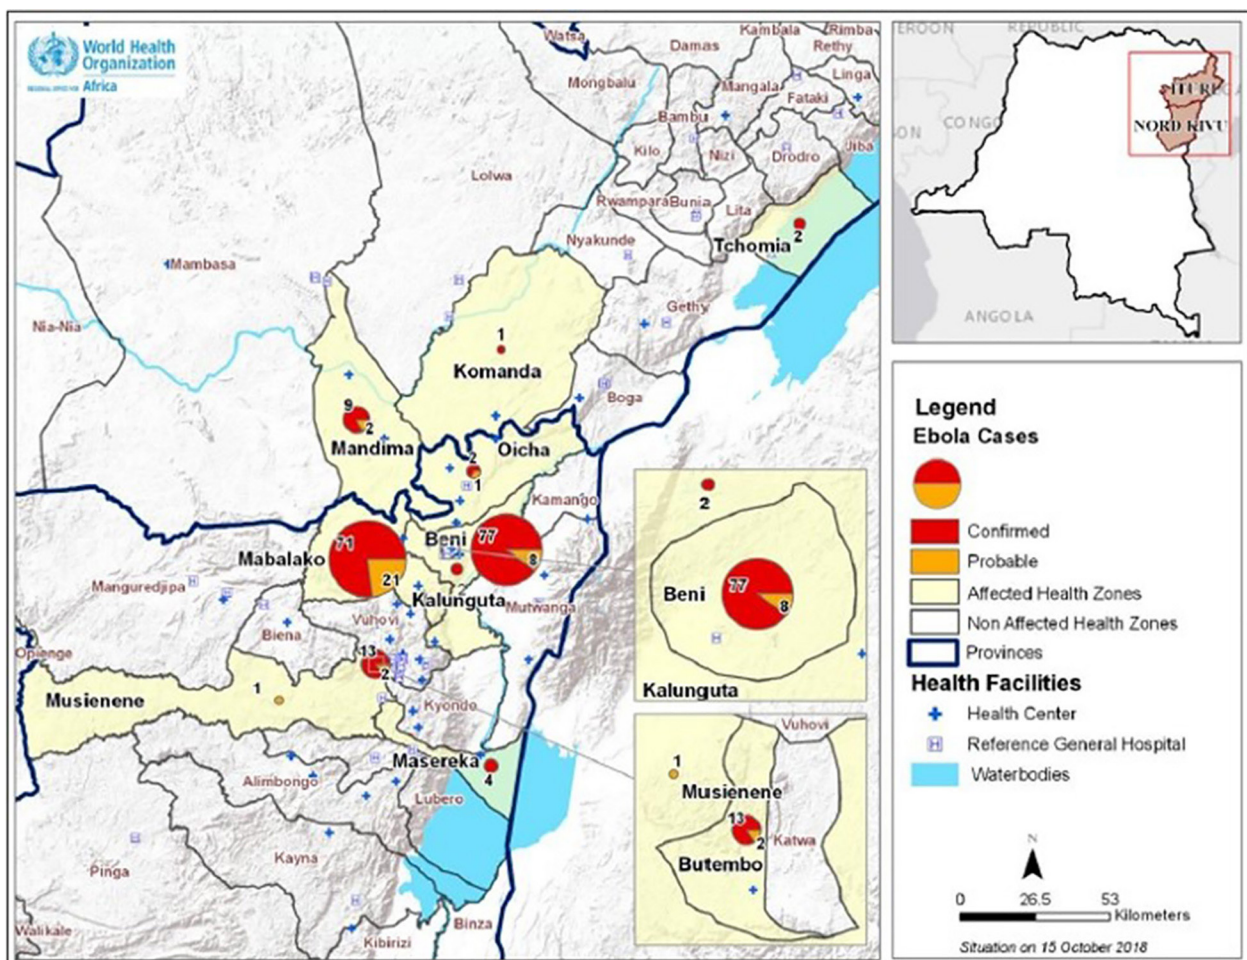 World Health
Organization
REGIONAL OFFICE FOR Africa
Watsa
Kambala
Rimba
Damas
Rethy
Mongbalu
Mangala
Linga
Fataki
Bambu
Kilo
Nizi
Drodro
Jiba
Lolwa
Rwampara
Bunia
Lita
Nyakunde
Tchomia
2
Mambasa
Gethy
Nia-Nia
1
Komanda
Boga
9
2
Mandima
Oicha
2
1
Kamango
71
Beni
77
Mabalako
8
21
Manguredjipa
Kalunguta
Mutwanga
Vuhovi
Biena
Opienge
13
2
1
Musienene
Kyondo
Masereka
4
Alimbongo
Lubero
Kayna
Pinga
Walikale
Binza
Kibirizi
2
77
Beni
8
Kalunguta
Vuhovi
1
Musienene
13
2
Katwa
Butembo
EROON
REPUBLIC
ITURI
CONGO
NORD KIVU
ON
ANGOLA
Legend
Ebola Cases
Confirmed
Probable
Affected Health Zones
Non Affected Health Zones
Provinces
Health Facilities
Health Center
H Reference General Hospital
Waterbodies
N
0 26.5 53
Kilometers
Situation on 15 October 2018